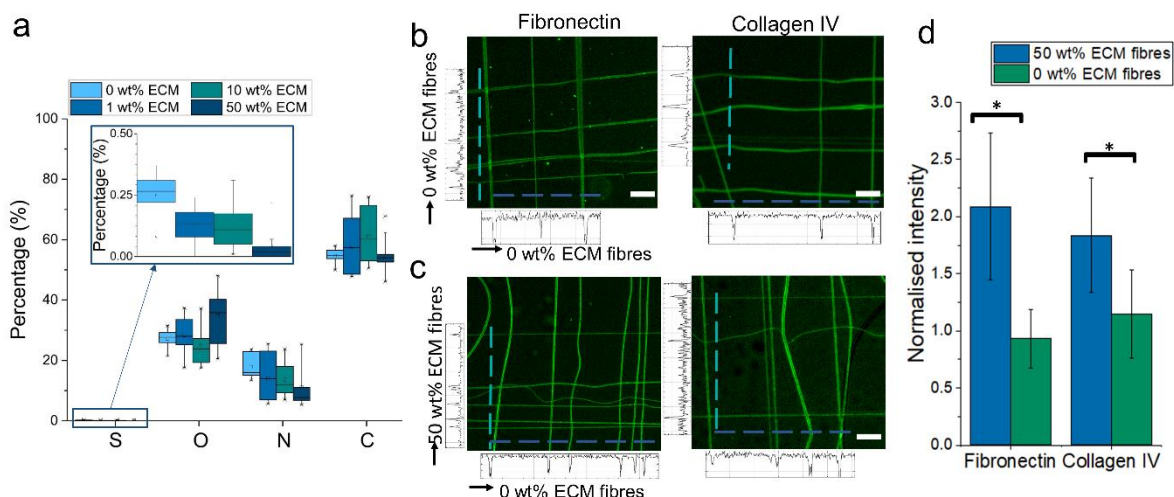 a
0 wt% ECM 10 wt% ECM
1 wt% ECM 50 wt% ECM
Percentage (%)
100
80
60
40
20
0
S O N C
Percentage (%)
0.50
0.25
0.00
b
Fibronectin Collagen IV
0 wt% ECM fibres
0 wt% ECM fibres
c
50 wt% ECM fibres
0 wt% ECM fibres
d
50 wt% ECM fibres
0 wt% ECM fibres
Normalised intensity
3.0
2.5
2.0
1.5
1.0
0.5
0.0
*
*
Fibronectin Collagen IV